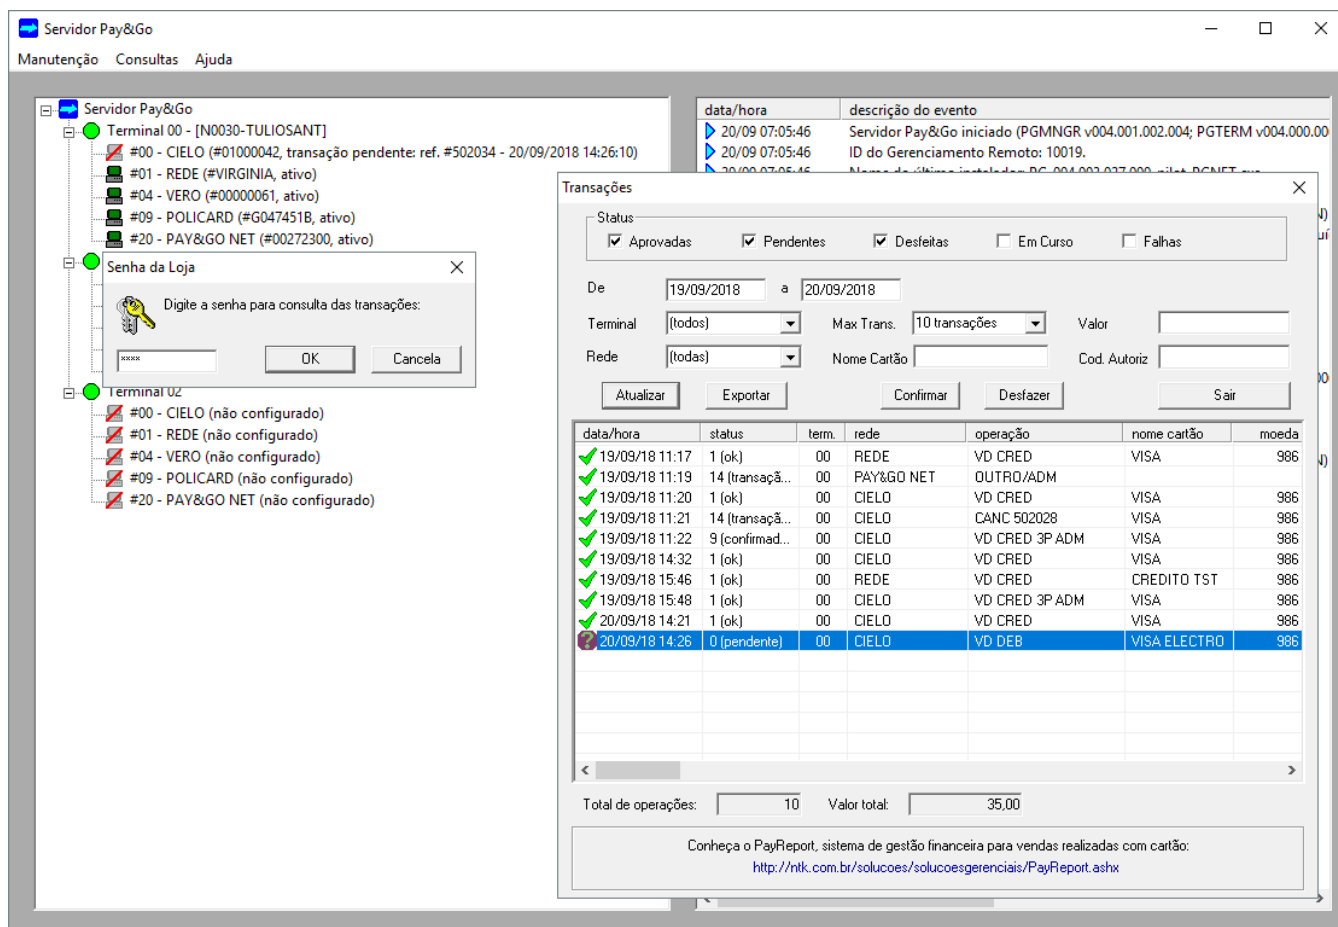 Servidor Pay&Go
Manutenção Consultas Ajuda
Servidor Pay&Go
Terminal 00 - [N0030-TULIOSANT]
#00 - CIELO (#01000042, transação pendente: ref. #502034 - 20/09/2018 14:26:10)
#01 - REDE (#VIRGINIA, ativo)
#04 - VERO (#00000061, ativo)
#09 - POLICARD (#G047451B, ativo)
#20 - PAY&GO NET (#00272300, ativo)
Senha da Loja
Digite a senha para consulta das transações:
xxxx OK Cancela
Terminal 02
#00 - CIELO (não configurado)
#01 - REDE (não configurado)
#04 - VERO (não configurado)
#09 - POLICARD (não configurado)
#20 - PAY&GO NET (não configurado)
data/hora descrição do evento
20/09 07:05:46 Servidor Pay&Go iniciado (PGMNGR v004.001.002.004; PGTERM v004.000.00
20/09 07:05:46 ID do Gerenciamento Remoto: 10019.
Transações
Status
Aprovadas Pendentes Desfeitas Em Curso Falhas
De 19/09/2018 a 20/09/2018
Terminal (todos) Max Trans. 10 transações Valor
Rede (todas) Nome Cartão Cod. Autoriz
Atualizar Exportar Confirmar Desfazer Sair
data/hora status term. rede operação nome cartão moeda
19/09/18 11:17 1 (ok) 00 REDE VD CRED VISA 986
19/09/18 11:19 14 (transaçã... 00 PAY&GO NET OUTRO/ADM
19/09/18 11:20 1 (ok) 00 CIELO VD CRED VISA 986
19/09/18 11:21 14 (transaçã... 00 CIELO CANC 502028 VISA 986
19/09/18 11:22 9 (confirmad... 00 CIELO VD CRED 3P ADM VISA 986
19/09/18 14:32 1 (ok) 00 CIELO VD CRED VISA 986
19/09/18 15:46 1 (ok) 00 REDE VD CRED CREDITO TST 986
19/09/18 15:48 1 (ok) 00 CIELO VD CRED 3P ADM VISA 986
20/09/18 14:21 1 (ok) 00 CIELO VD CRED VISA 986
20/09/18 14:26 0 (pendente) 00 CIELO VD DEB VISA ELECTRO 986
Total de operações: 10 Valor total: 35,00
Conheça o PayReport, sistema de gestão financeira para vendas realizadas com cartão:
http://ntk.com.br/solucoes/solucoesgerenciais/PayReport.ashx